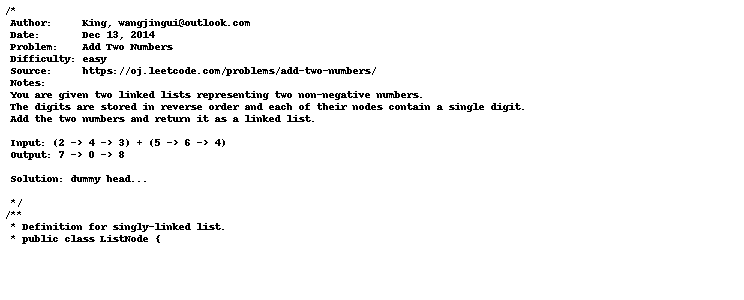 /*
 Author:     King, wangjingui@outlook.com
 Date:       Dec 13, 2014
 Problem:    Add Two Numbers
 Difficulty: easy
 Source:     https://oj.leetcode.com/problems/add-two-numbers/
 Notes:
 You are given two linked lists representing two non-negative numbers.
 The digits are stored in reverse order and each of their nodes contain a single digit.
 Add the two numbers and return it as a linked list.

 Input: (2 -> 4 -> 3) + (5 -> 6 -> 4)
 Output: 7 -> 0 -> 8

 Solution: dummy head...

 */
/**
 * Definition for singly-linked list.
 * public class ListNode {